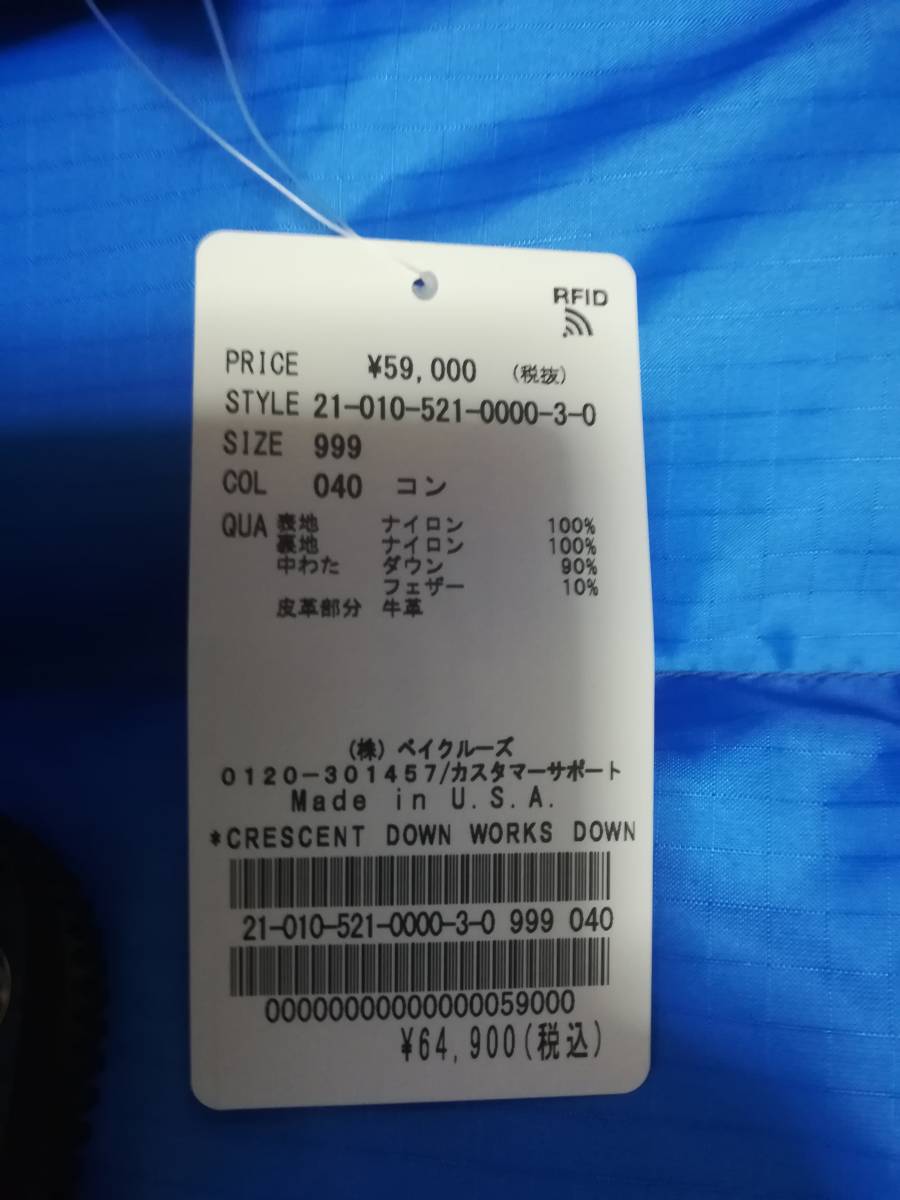 RFID
PRICE ¥59,000 (税抜)
STYLE 21-010-521-0000-3-0
SIZE 999
COL 040 コン
QUA 表地 ナイロン 100%
裏地 ナイロン 100%
中わた ダウン 90%
フェザー 10%
皮革部分 牛革
(株) ベイクルーズ
0120-301457/カスタマーサポート
Made in U.S.A.
*CRESCENT DOWN WORKS DOWN
21-010-521-0000-3-0 999 040
00000000000000059000
¥64,900(税込)